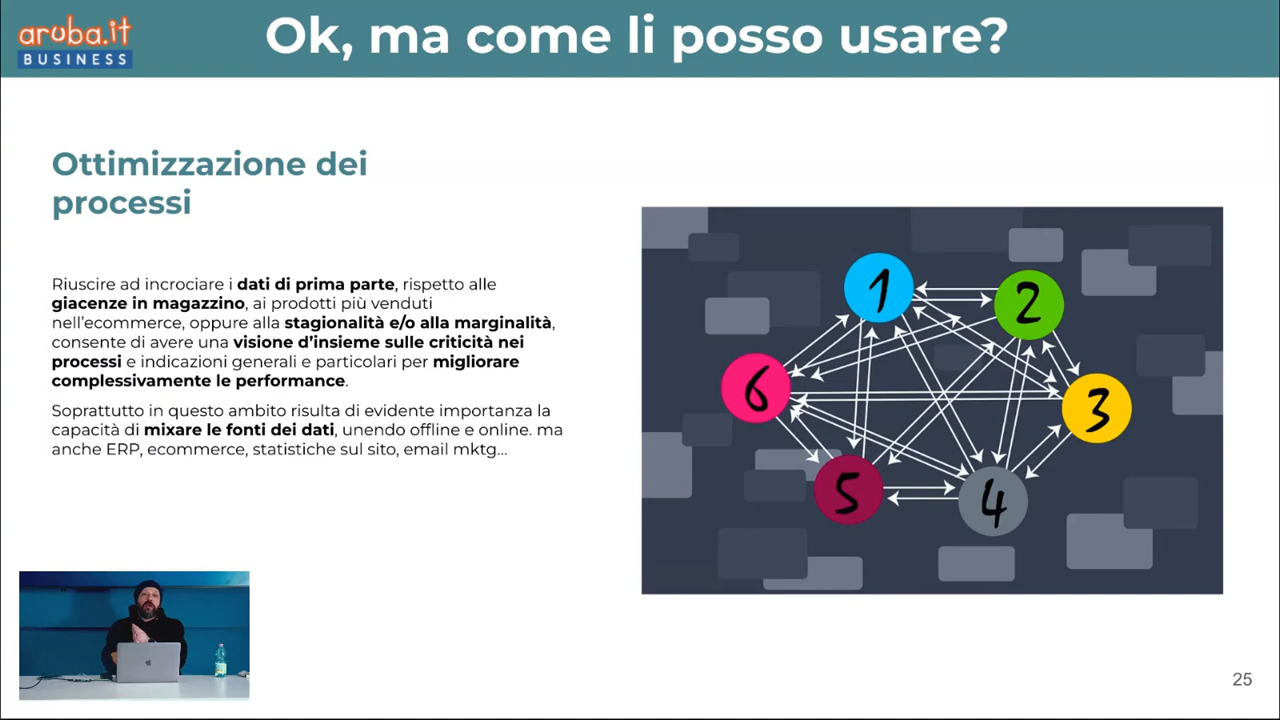 aruba.it
BUSINESS
Ok, ma come li posso usare?
Ottimizzazione dei
processi
Riuscire ad incrociare i dati di prima parte, rispetto alle
giacenze in magazzino, ai prodotti più venduti
nell'ecommerce, oppure alla stagionalità e/o alla marginalità,
consente di avere una visione d'insieme sulle criticità nei
processi e indicazioni generali e particolari per migliorare
complessivamente le performance.
Soprattutto in questo ambito risulta di evidente importanza la
capacità di mixare le fonti dei dati, unendo offline e online. ma
anche ERP, ecommerce, statistiche sul sito, email mktg...
1
2
3
4
5
6
25